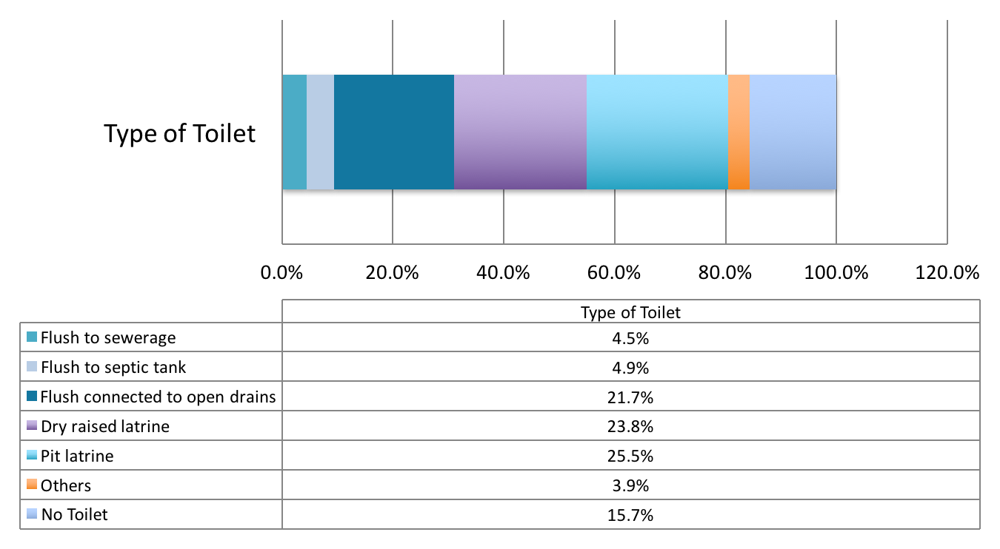 Type of Toilet
0.0% 20.0% 40.0% 60.0% 80.0% 100.0% 120.0%
Type of Toilet
Flush to sewerage 4.5%
Flush to septic tank 4.9%
Flush connected to open drains 21.7%
Dry raised latrine 23.8%
Pit latrine 25.5%
Others 3.9%
No Toilet 15.7%